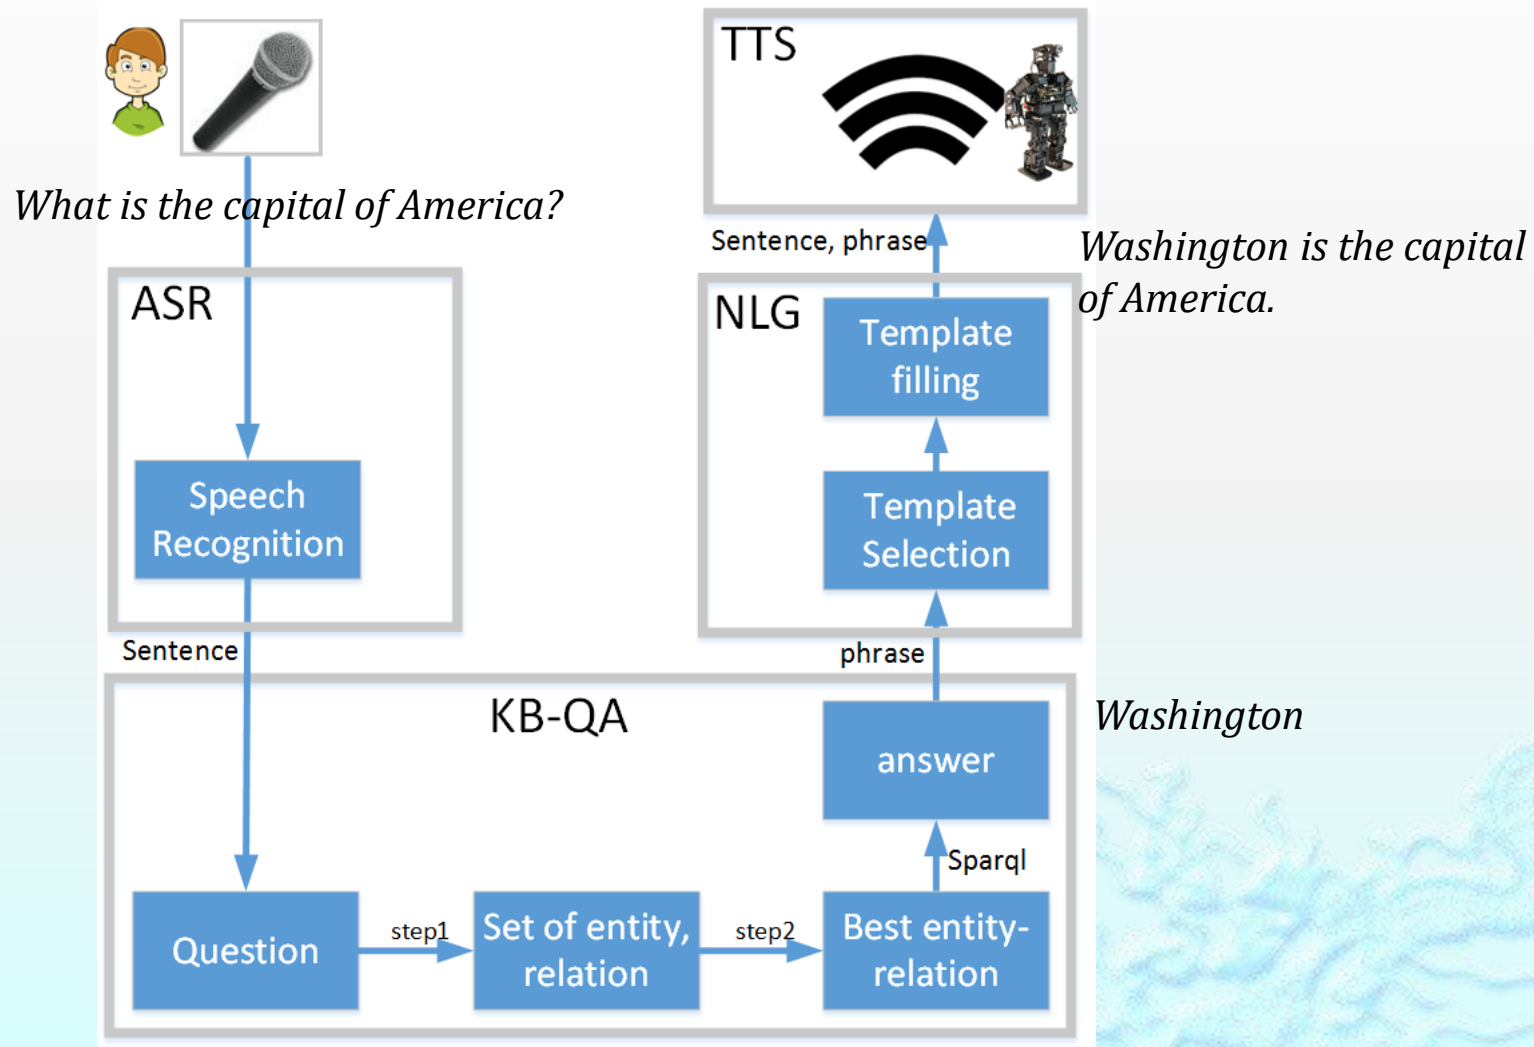 What is the capital of America?
ASR
Speech
Recognition
Sentence
KB-QA
Question
step1
Set of entity,
relation
step2
Best entity-
relation
Sparql
answer
Washington
phrase
NLG
Template
Selection
Template
filling
Sentence, phrase
Washington is the capital
of America.
TTS